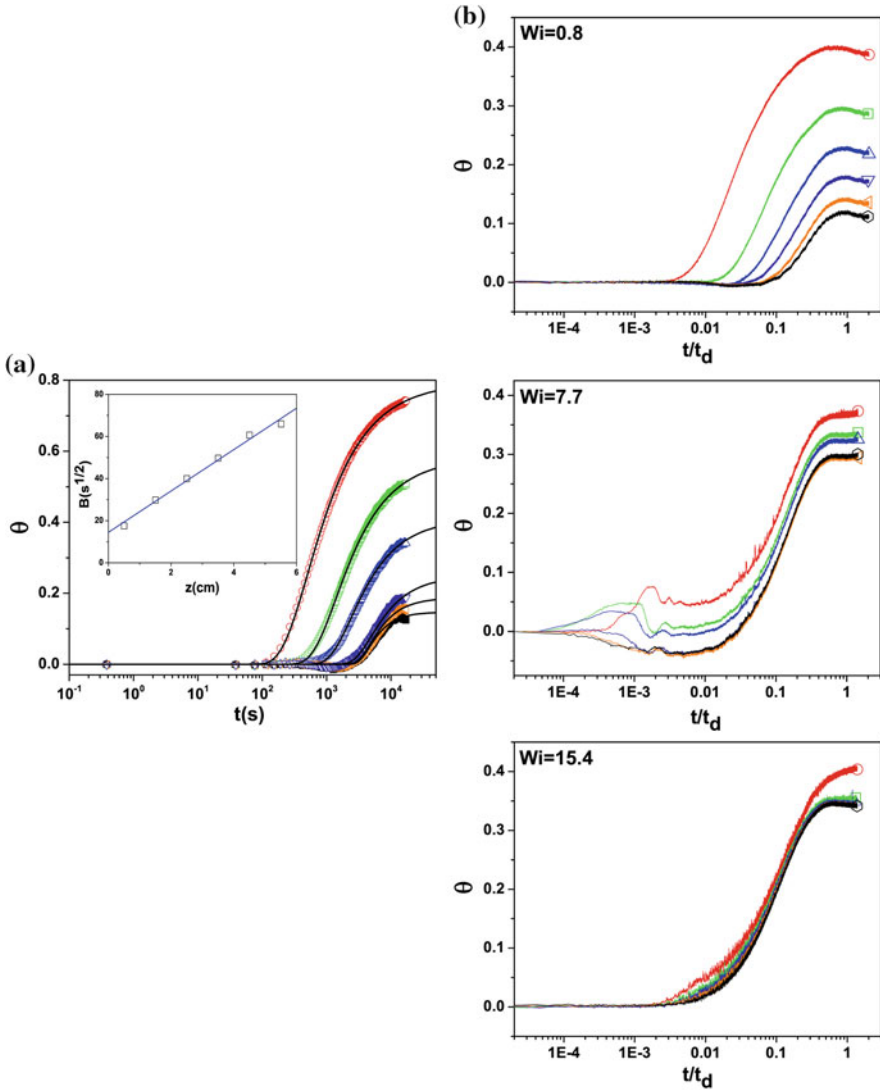 (b)
Wi=0.8
0.4
0.3
0.2
0.1
0.0
θ
1E-4 1E-3 0.01 0.1 1
t/t_d
(a)
0.8
0.6
0.4
0.2
0.0
θ
10^-1 10^0 10^1 10^2 10^3 10^4
t(s)
80
60
40
20
0
B(s^1/2)
0 2 4 6
z(cm)
Wi=7.7
0.4
0.3
0.2
0.1
0.0
θ
1E-4 1E-3 0.01 0.1 1
t/t_d
Wi=15.4
0.4
0.3
0.2
0.1
0.0
θ
1E-4 1E-3 0.01 0.1 1
t/t_d